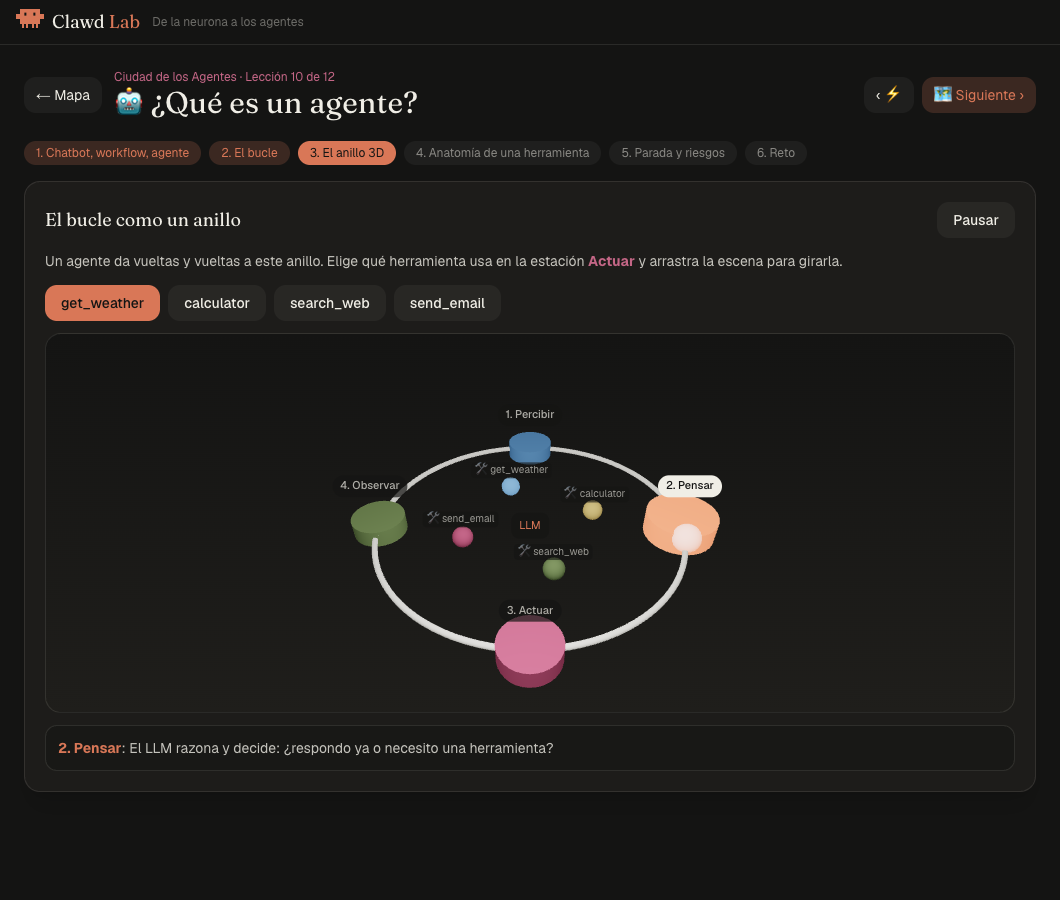 Clawd Lab De la neurona a los agentes
← Mapa
Ciudad de los Agentes · Lección 10 de 12
¿Qué es un agente?
‹
Siguiente ›
1. Chatbot, workflow, agente
2. El bucle
3. El anillo 3D
4. Anatomía de una herramienta
5. Parada y riesgos
6. Reto
El bucle como un anillo
Pausar
Un agente da vueltas y vueltas a este anillo. Elige qué herramienta usa en la estación Actuar y arrastra la escena para girarla.
get_weather
calculator
search_web
send_email
1. Percibir
get_weather
4. Observar
2. Pensar
calculator
send_email
LLM
search_web
3. Actuar
2. Pensar: El LLM razona y decide: ¿respondo ya o necesito una herramienta?